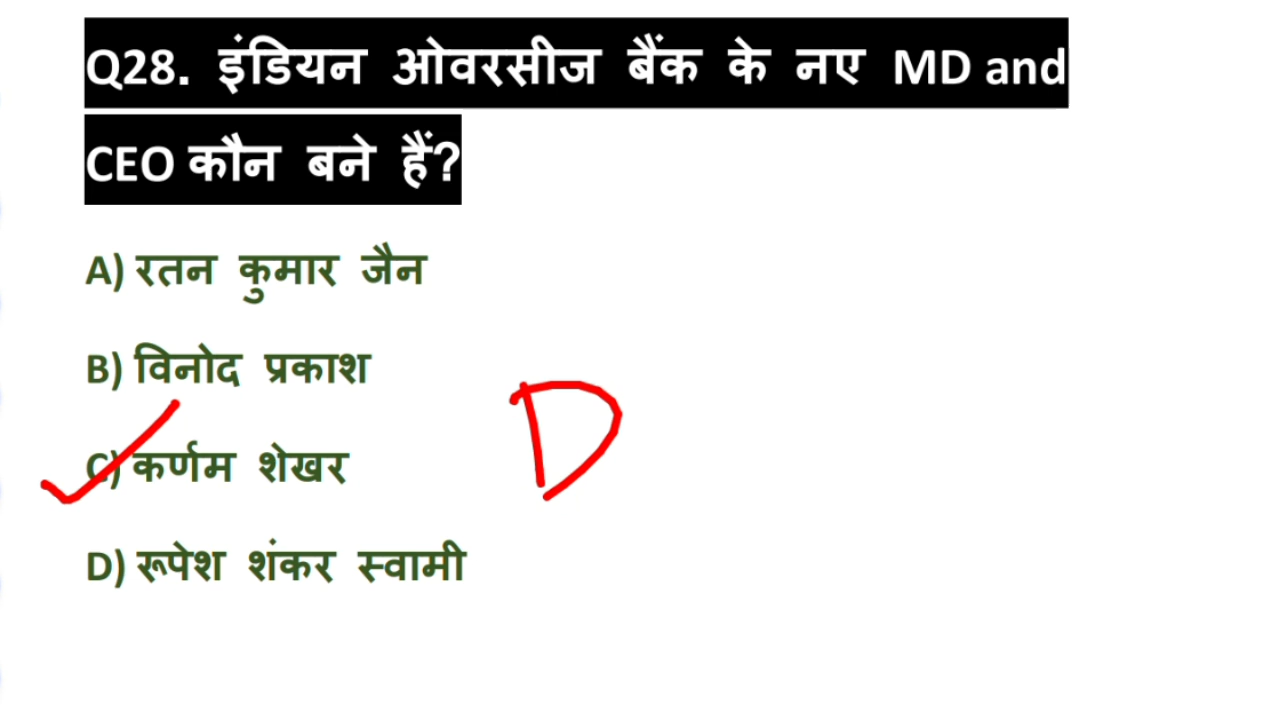 Q28. इंडियन ओवरसीज बैंक के नए MD and
CEO कौन बने हैं?
A) रतन कुमार जैन
B) विनोद प्रकाश
C) कर्णम शेखर
D
D) रूपेश शंकर स्वामी